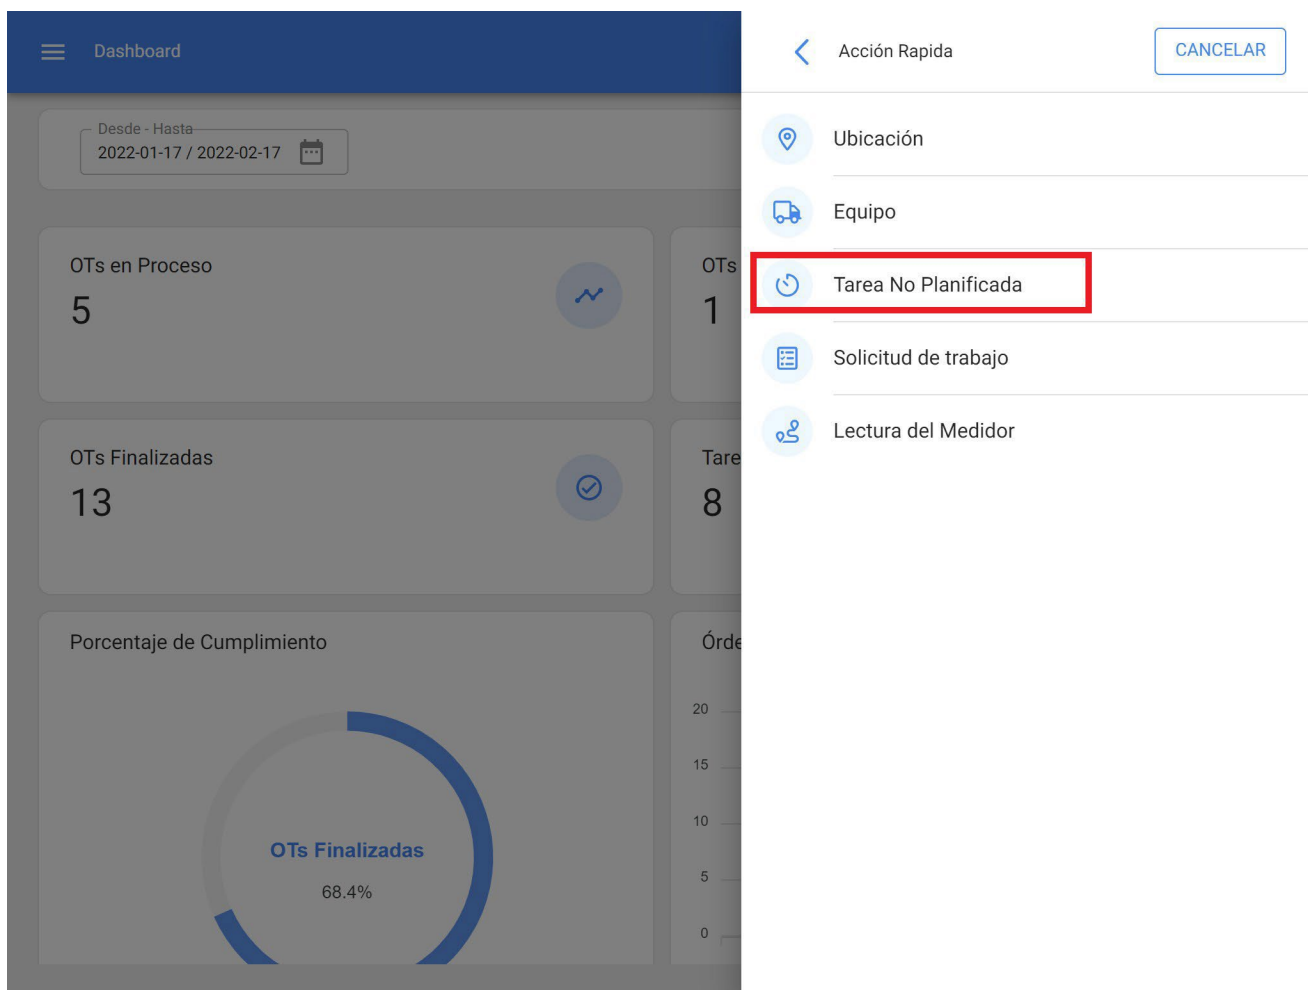 Dashboard
Desde - Hasta
2022-01-17 / 2022-02-17
OTs en Proceso
5
OTs
1
OTs Finalizadas
13
Tare
8
Porcentaje de Cumplimiento
OTs Finalizadas
68.4%
Órde
20
15
10
5
0
Acción Rapida
CANCELAR
Ubicación
Equipo
Tarea No Planificada
Solicitud de trabajo
Lectura del Medidor